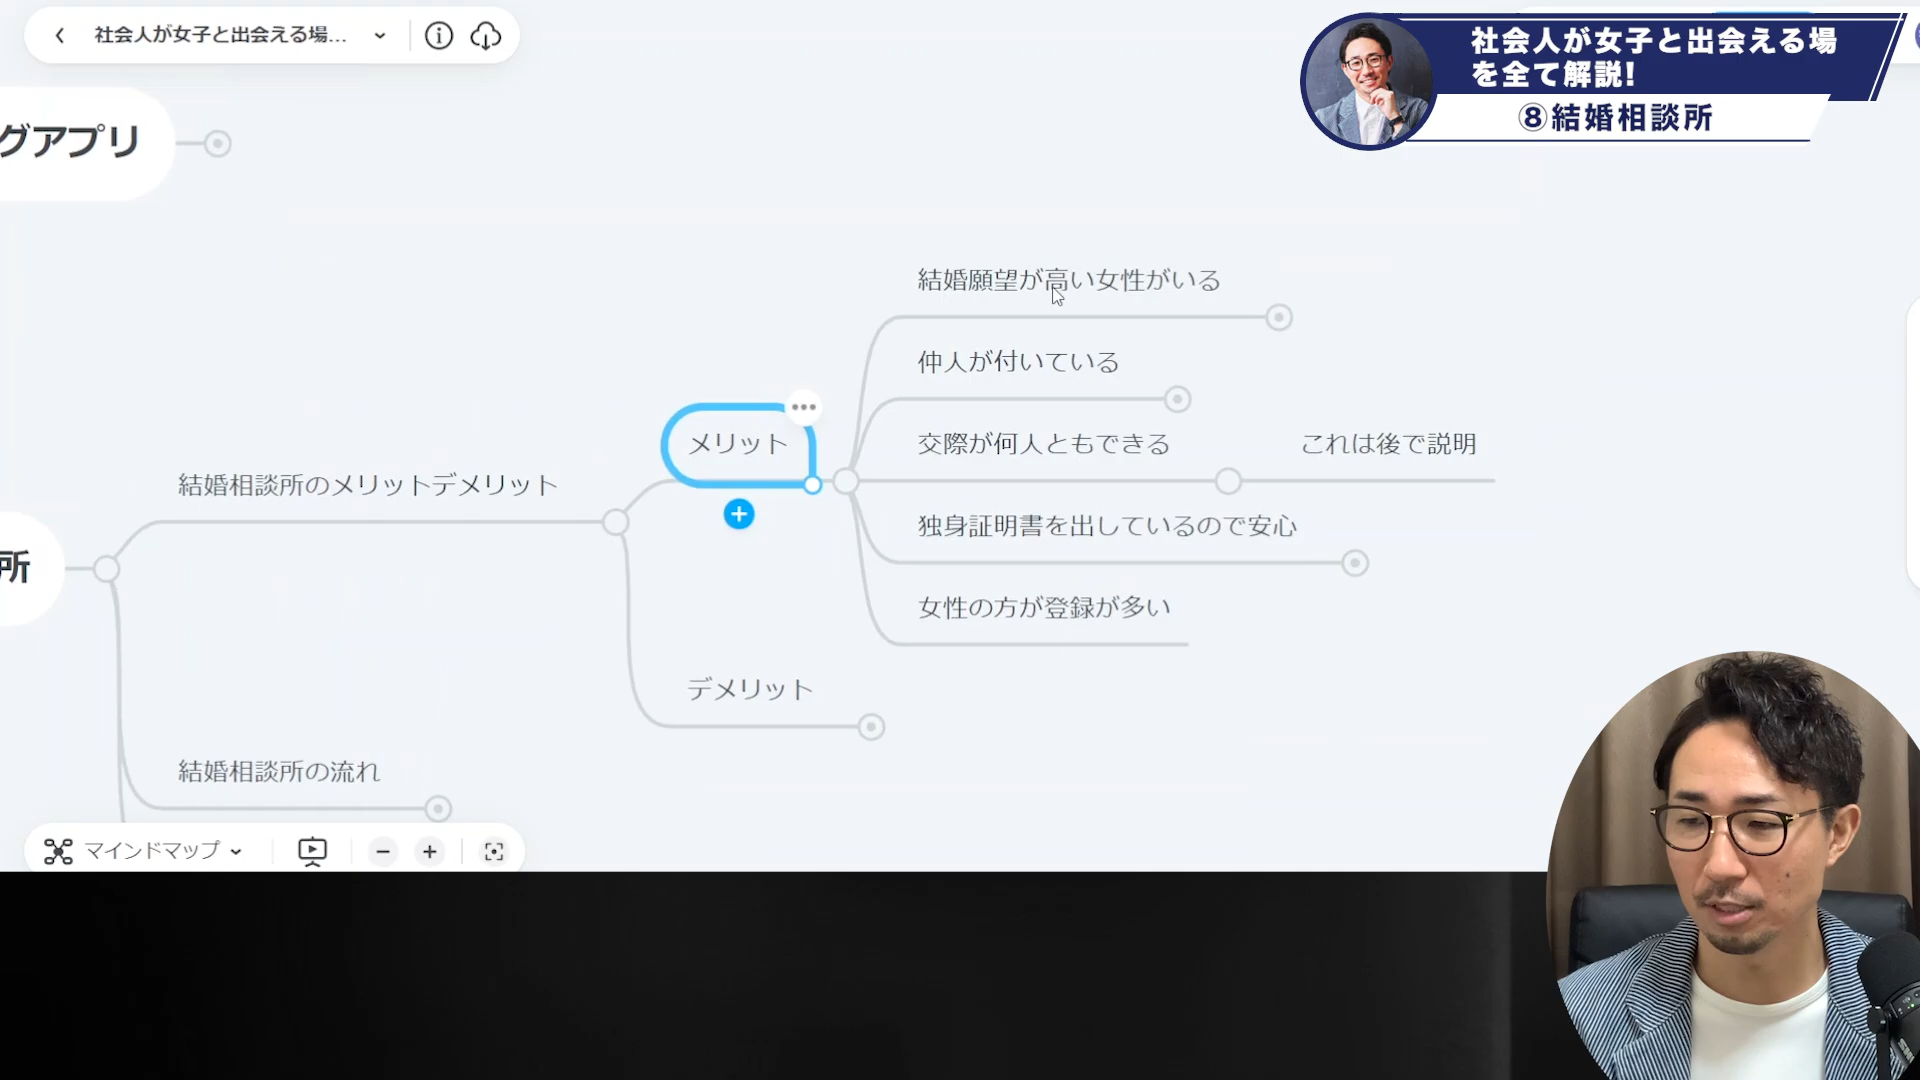 社会人が女子と出会える場...
社会人が女子と出会える場
を全て解説!
⑧結婚相談所
グアプリ
結婚願望が高い女性がいる
仲人が付いている
メリット
交際が何人ともできる
これは後で説明
結婚相談所のメリットデメリット
独身証明書を出しているので安心
所
女性の方が登録が多い
デメリット
結婚相談所の流れ
マインドマップ